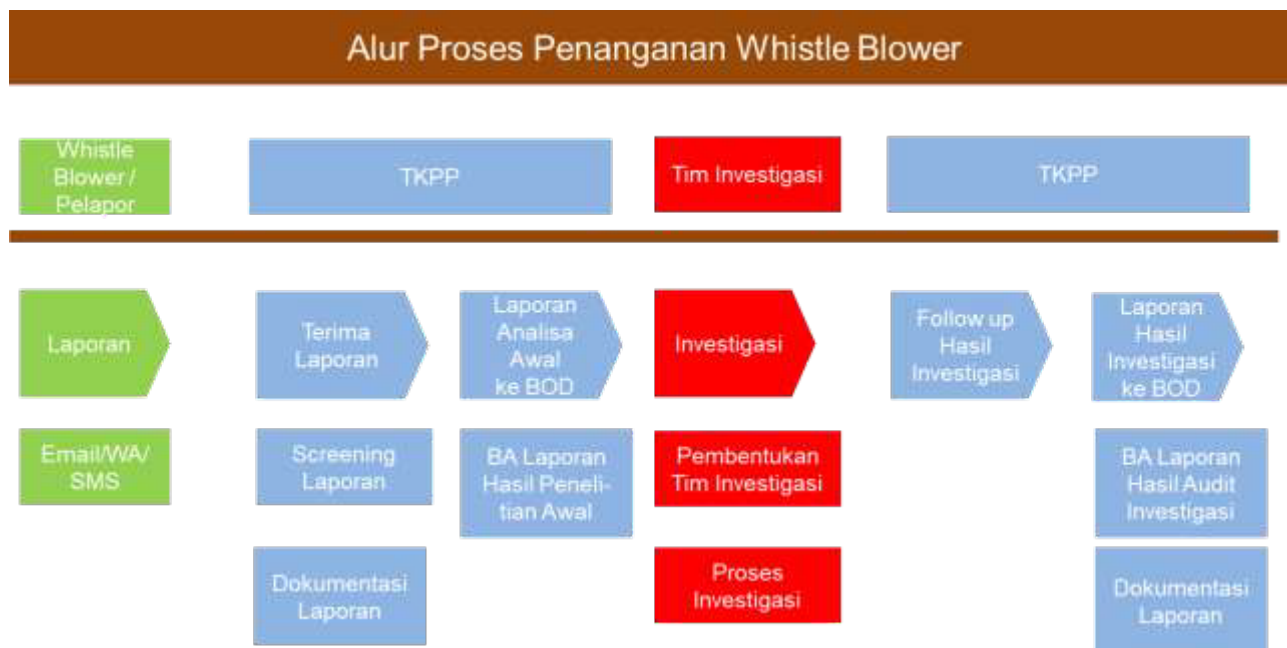 Alur Proses Penanganan Whistle Blower
Whistle
Blower /
Pelapor
TKPP
Tim Investigasi
TKPP
Laporan
Terima
Laporan
Laporan
Analisa
Awal
ke BOD
Investigasi
Follow up
Hasil
Investigasi
Laporan
Hasil
Investigasi
ke BOD
Email/WA/
SMS
Screening
Laporan
BA Laporan
Hasil Peneli-
tian Awal
Pembentukan
Tim Investigasi
BA Laporan
Hasil Audit
Investigasi
Dokumentasi
Laporan
Proses
Investigasi
Dokumentasi
Laporan